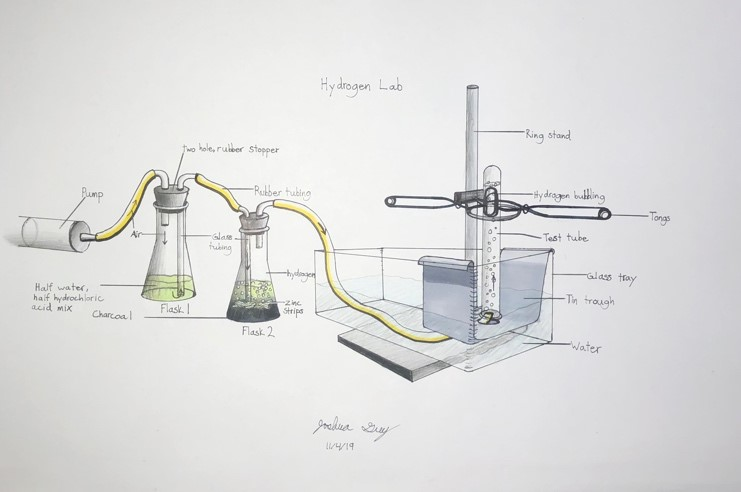 Hydrogen Lab
Ring stand
two hole, rubber stopper
Pump
Rubber tubing
Hydrogen bubbling
Tongs
Air
Glass
tubing
Test tube
hydrogen
Glass tray
Half water,
half hydrochloric
acid mix
Tin trough
zinc
strips
Flask 1
Charcoal
Flask 2
Water
Joshua
11/4/19